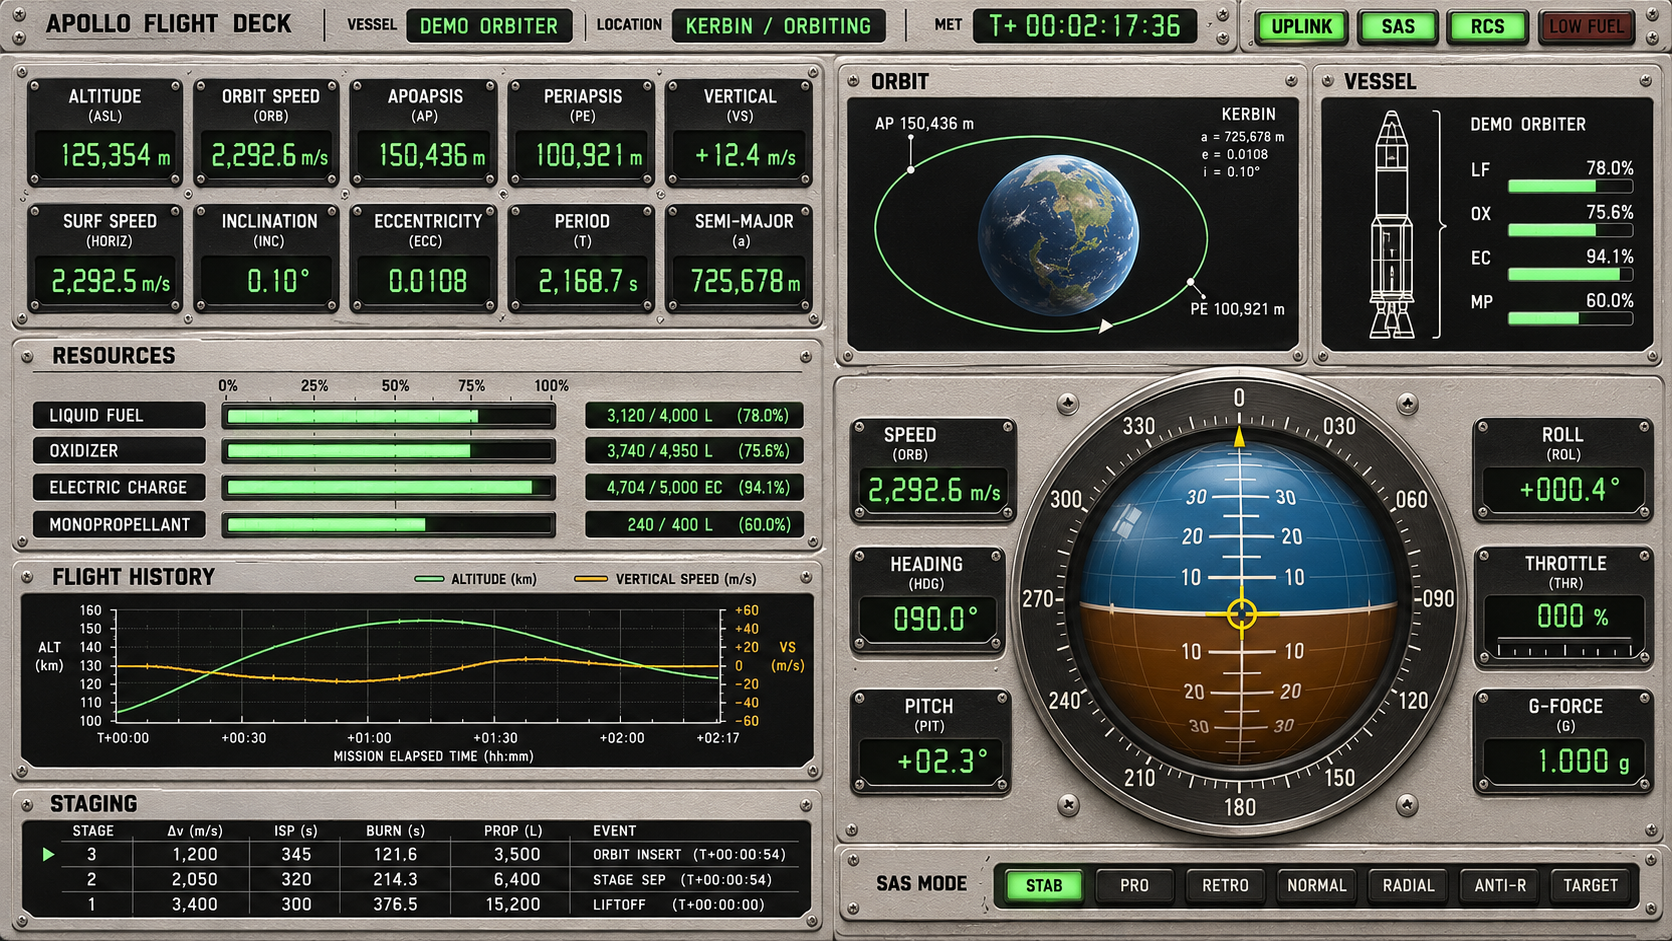 APOLLO FLIGHT DECK
VESSEL DEMO ORBITER
LOCATION KERBIN / ORBITING
MET T+ 00:02:17:36
UPLINK SAS RCS LOW FUEL
ALTITUDE
(ASL)
125,354 m
ORBIT SPEED
(ORB)
2,292.6 m/s
APOAPSIS
(AP)
150,436 m
PERIAPSIS
(PE)
100,921 m
VERTICAL
(VS)
+12.4 m/s
SURF SPEED
(HORIZ)
2,292.5 m/s
INCLINATION
(INC)
0.10°
ECCENTRICITY
(ECC)
0.0108
PERIOD
(T)
2,168.7 s
SEMI-MAJOR
(a)
725,678 m
RESOURCES
0% 25% 50% 75% 100%
LIQUID FUEL 3,120 / 4,000 L (78.0%)
OXIDIZER 3,740 / 4,950 L (75.6%)
ELECTRIC CHARGE 4,704 / 5,000 EC (94.1%)
MONOPROPELLANT 240 / 400 L (60.0%)
FLIGHT HISTORY
ALTITUDE (km) VERTICAL SPEED (m/s)
ALT
(km)
160
150
140
130
120
110
100
+60
+40
+20
0
-20
-40
-60
VS
(m/s)
T+00:00 +00:30 +01:00 +01:30 +02:00 +02:17
MISSION ELAPSED TIME (hh:mm)
STAGING
STAGE Δv (m/s) ISP (s) BURN (s) PROP (L) EVENT
3 1,200 345 121.6 3,500 ORBIT INSERT (T+00:00:54)
2 2,050 320 214.3 6,400 STAGE SEP (T+00:00:54)
1 3,400 300 376.5 15,200 LIFTOFF (T+00:00:00)
ORBIT
AP 150,436 m
KERBIN
a = 725,678 m
e = 0.0108
i = 0.10°
PE 100,921 m
VESSEL
DEMO ORBITER
LF 78.0%
OX 75.6%
EC 94.1%
MP 60.0%
SPEED
(ORB)
2,292.6 m/s
HEADING
(HDG)
090.0°
PITCH
(PIT)
+02.3°
0
030
060
090
120
150
180
210
240
270
300
330
30 30
20 20
10 10
10 10
20 20
30 30
ROLL
(ROL)
+000.4°
THROTTLE
(THR)
000 %
G-FORCE
(G)
1.000 g
SAS MODE STAB PRO RETRO NORMAL RADIAL ANTI-R TARGET